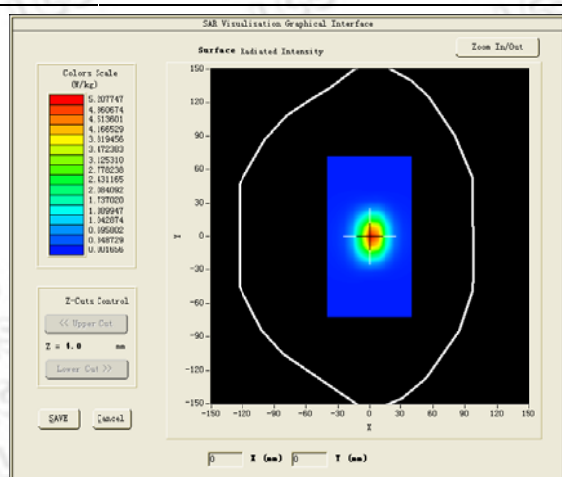 SAR Visualisation Graphical Interface
Surface Radiated Intensity
Zoom In/Out
Colors Scale
(W/kg)
5.207747
4.860674
4.513601
4.166529
3.819456
3.472383
3.125310
2.778238
2.431165
2.084092
1.737020
1.389947
1.042874
0.695802
0.348729
0.001656
Z-Cuts Control
<< Upper Cut
Z = 4.0 mm
Lower Cut >>
SAVE
Cancel
150
90
60
30
Y
0
-30
-60
-90
-120
-150
-150 -120 -90 -60 -30 0 30 60 90 120 150
X
0 X (mm) 0 Y (mm)